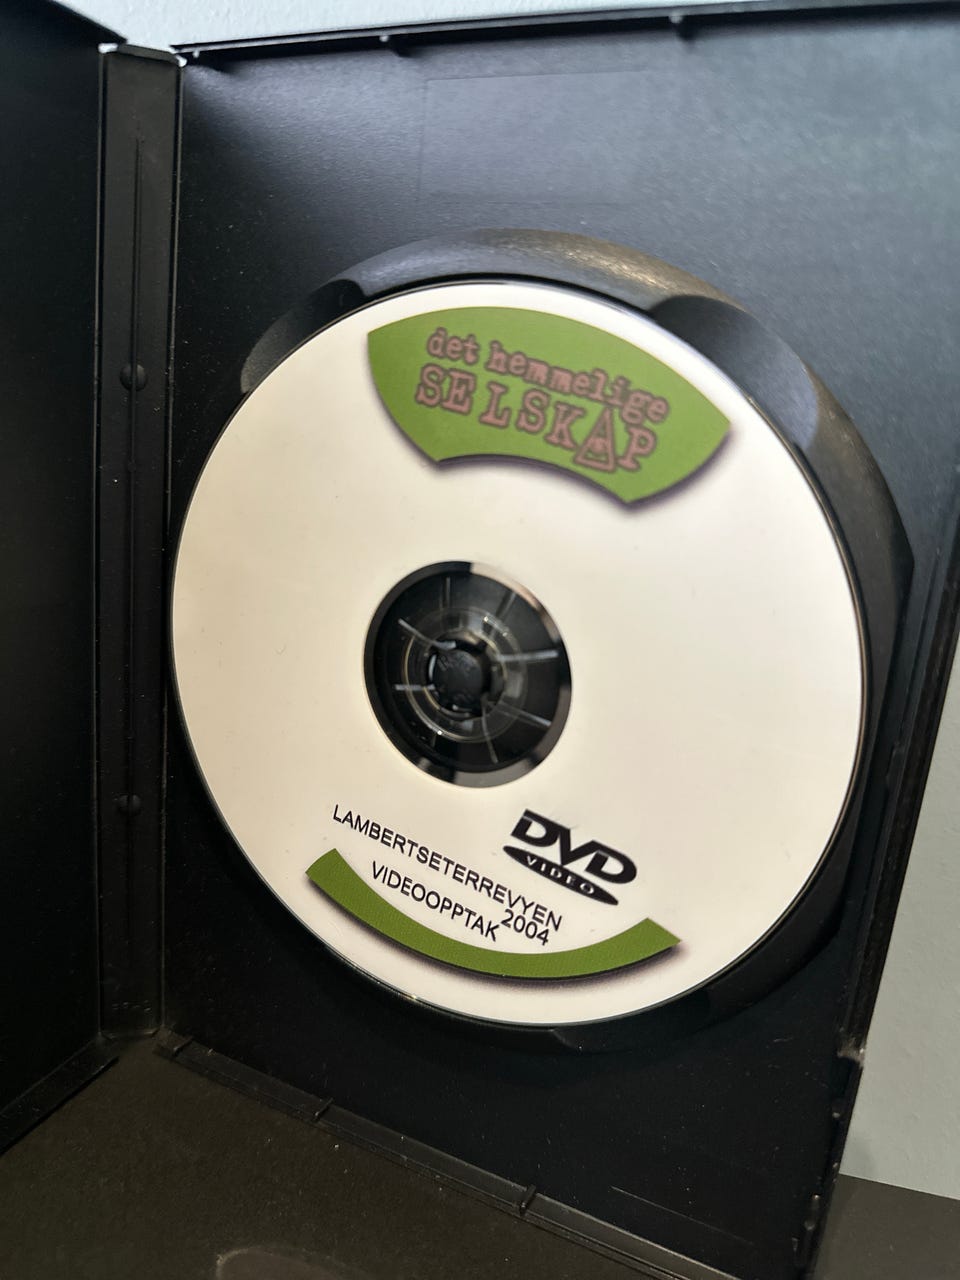 det hemmelige
SELSKAP
DVD
VIDEO
LAMBERTSETERREVYEN
2004
VIDEOOPPTAK